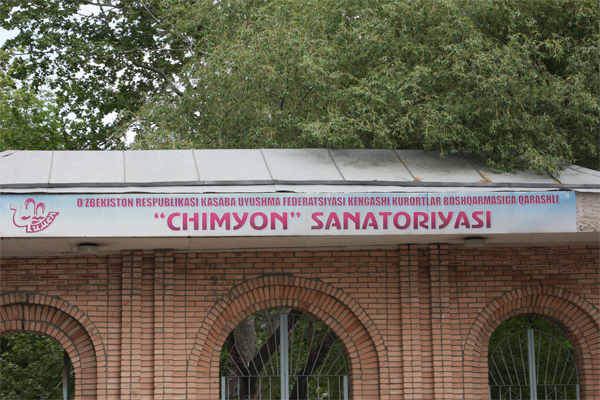 O'ZBEKISTON RESPUBLIKASI KASABA UYUSHMA FEDERATSIYASI KENGASHI KURORTLAR BOSHQARMASIGA QARASHLI
"CHIMYON" SANATORIYASI